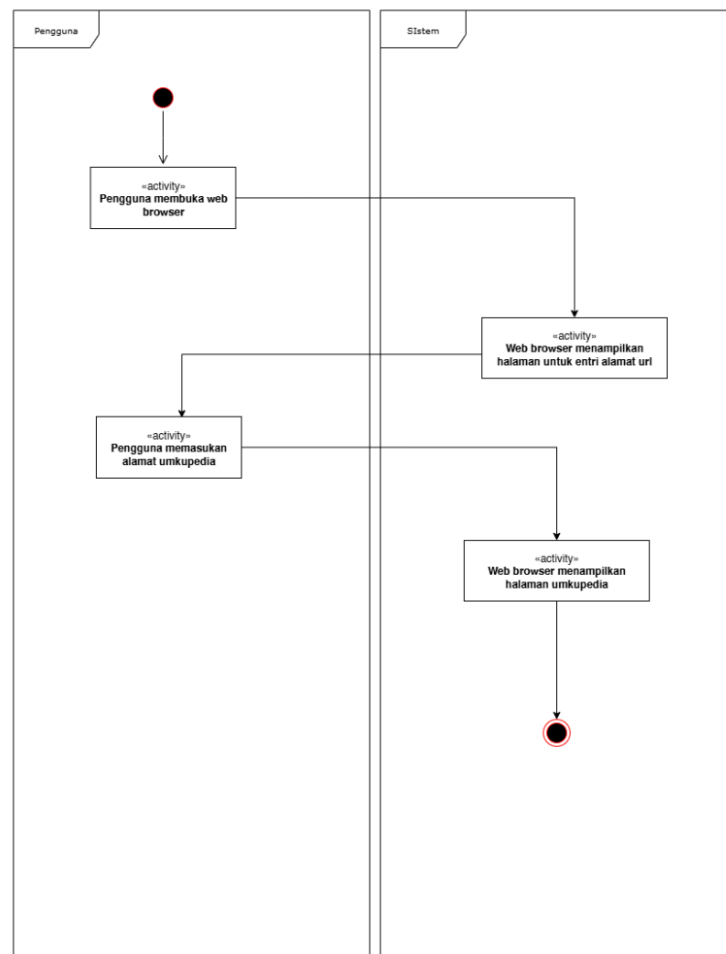 Pengguna
SIstem
«activity»
Pengguna membuka web
browser
«activity»
Web browser menampilkan
halaman untuk entri alamat url
«activity»
Pengguna memasukan
alamat umkupedia
«activity»
Web browser menampilkan
halaman umkupedia